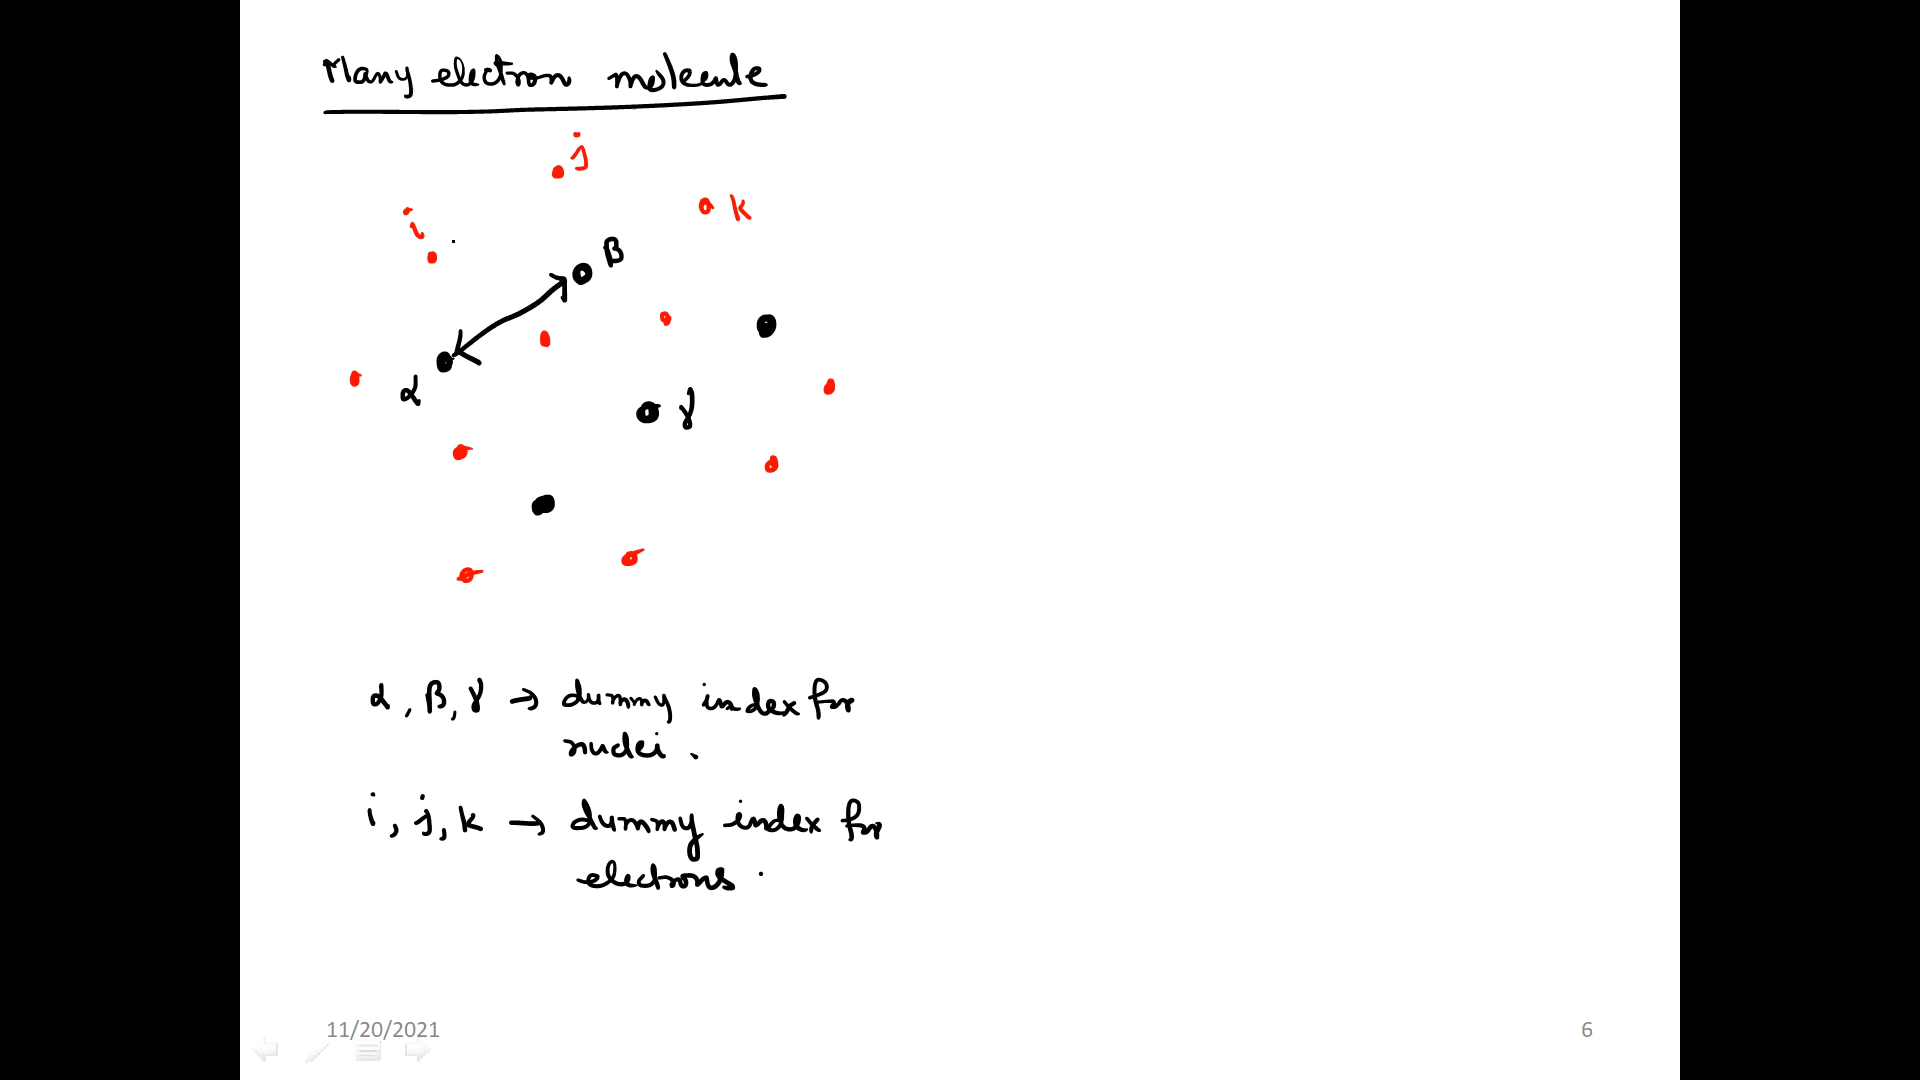 Many electron molecule
j
k
i
β
α
γ
α, β, γ → dummy index for
nuclei.
i, j, k → dummy index for
electrons.
11/20/2021
6